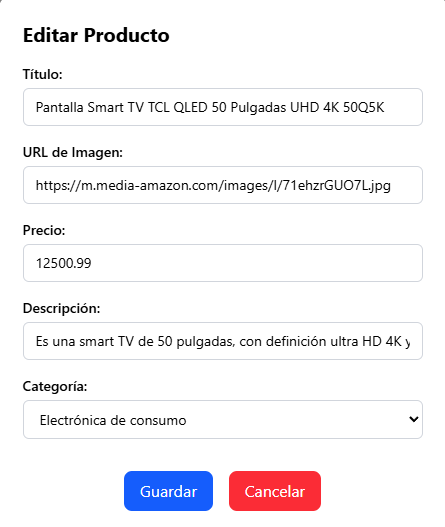 Editar Producto
Título:
Pantalla Smart TV TCL QLED 50 Pulgadas UHD 4K 50Q5K
URL de Imagen:
https://m.media-amazon.com/images/I/71ehzrGUO7L.jpg
Precio:
12500.99
Descripción:
Es una smart TV de 50 pulgadas, con definición ultra HD 4K y
Categoría:
Electrónica de consumo
Guardar Cancelar